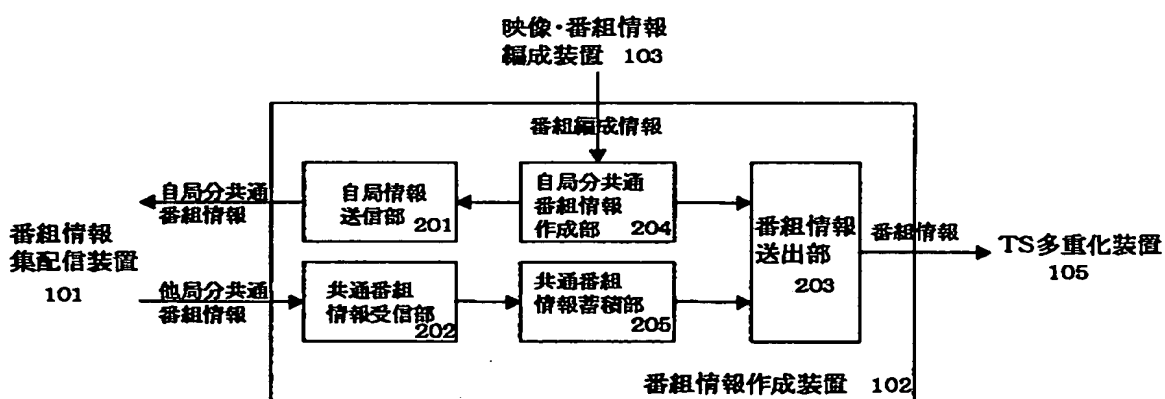 映像・番組情報
編成装置 103
番組編成情報
自局分共通
番組情報
自局情報
送信部
201
自局分共通
番組情報
作成部 204
番組情報
送出部
203
番組情報
TS多重化装置
105
番組情報
集配信装置
101
他局分共通
番組情報
共通番組
情報受信部
202
共通番組
情報蓄積部
205
番組情報作成装置 102